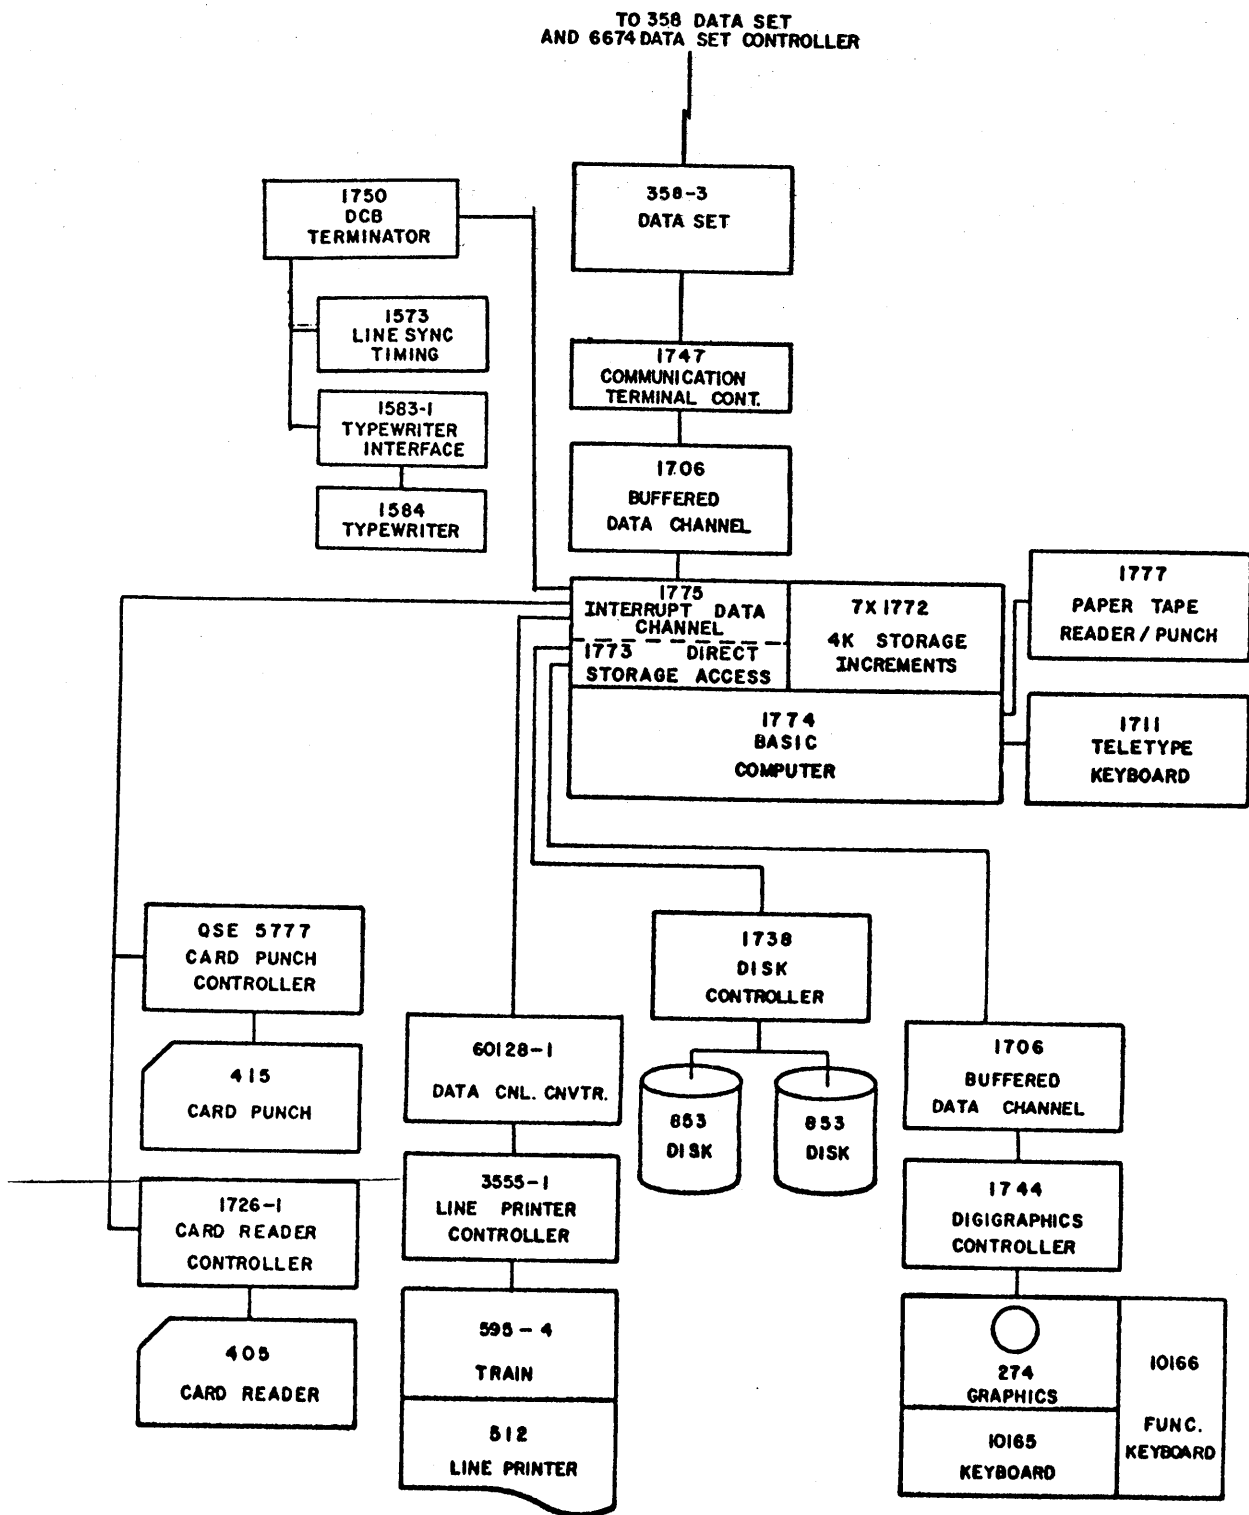 TO 358 DATA SET
AND 6674 DATA SET CONTROLLER
1750
DCB
TERMINATOR
358-3
DATA SET
1573
LINE SYNC
TIMING
1747
COMMUNICATION
TERMINAL CONT.
1583-1
TYPEWRITER
INTERFACE
1706
BUFFERED
DATA CHANNEL
1584
TYPEWRITER
1775
INTERRUPT DATA
CHANNEL
1773 DIRECT
STORAGE ACCESS
7X1772
4K STORAGE
INCREMENTS
1777
PAPER TAPE
READER/PUNCH
1774
BASIC
COMPUTER
1711
TELETYPE
KEYBOARD
QSE 5777
CARD PUNCH
CONTROLLER
1738
DISK
CONTROLLER
415
CARD PUNCH
60128-1
DATA CNL. CNVTR.
853
DISK
853
DISK
1706
BUFFERED
DATA CHANNEL
1726-1
CARD READER
CONTROLLER
3555-1
LINE PRINTER
CONTROLLER
1744
DIGIGRAPHICS
CONTROLLER
405
CARD READER
595-4
TRAIN
512
LINE PRINTER
274
GRAPHICS
10165
KEYBOARD
10166
FUNC.
KEYBOARD